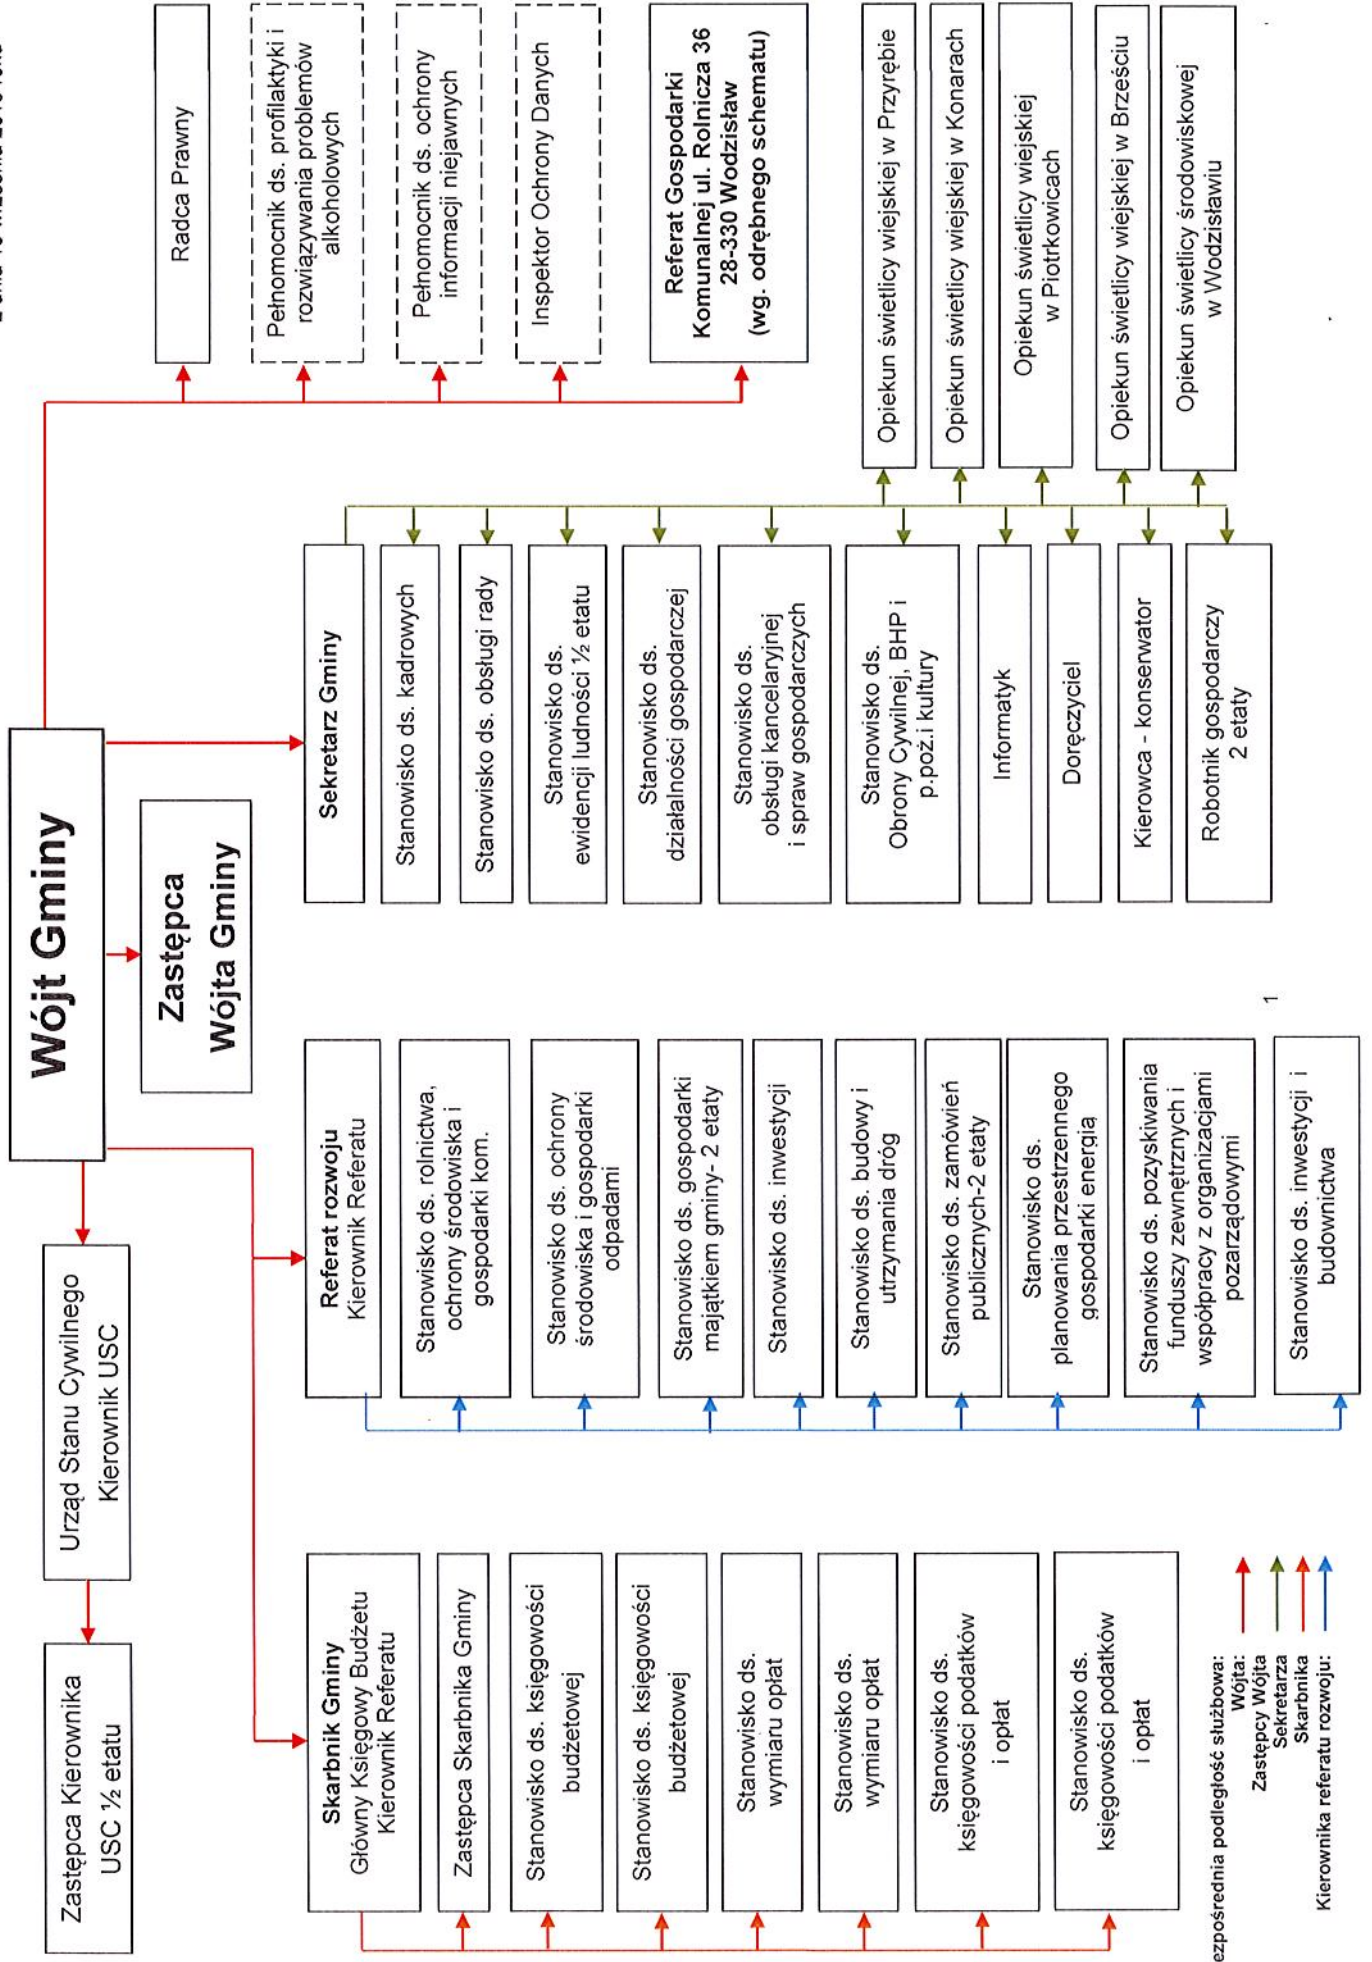 Wójt Gminy
Zastępca
Wójta Gminy
Urząd Stanu Cywilnego
Kierownik USC
Zastępca Kierownika
USC ½ etatu
Radca Prawny
Pełnomocnik ds. profilaktyki i
rozwiązywania problemów
alkoholowych
Pełnomocnik ds. ochrony
informacji niejawnych
Inspektor Ochrony Danych
Referat Gospodarki
Komunalnej ul. Rolnicza 36
28-330 Wodzisław
(wg. odrębnego schematu)
Skarbnik Gminy
Główny Księgowy Budżetu
Kierownik Referatu
Zastępca Skarbnika Gminy
Stanowisko ds. księgowości
budżetowej
Stanowisko ds. księgowości
budżetowej
Stanowisko ds.
wymiaru opłat
Stanowisko ds.
wymiaru opłat
Stanowisko ds.
księgowości podatków
i opłat
Stanowisko ds.
księgowości podatków
i opłat
Referat rozwoju
Kierownik Referatu
Stanowisko ds. rolnictwa,
ochrony środowiska i
gospodarki kom.
Stanowisko ds. ochrony
środowiska i gospodarki
odpadami
Stanowisko ds. gospodarki
majątkiem gminy- 2 etaty
Stanowisko ds. inwestycji
Stanowisko ds. budowy i
utrzymania dróg
Stanowisko ds. zamówień
publicznych-2 etaty
Stanowisko ds.
planowania przestrzennego
gospodarki energią
Stanowisko ds. pozyskiwania
funduszy zewnętrznych i
współpracy z organizacjami
pozarządowymi
Stanowisko ds. inwestycji i
budownictwa
Sekretarz Gminy
Stanowisko ds. kadrowych
Stanowisko ds. obsługi rady
Stanowisko ds.
ewidencji ludności ½ etatu
Stanowisko ds.
działalności gospodarczej
Stanowisko ds.
obsługi kancelaryjnej
i spraw gospodarczych
Stanowisko ds.
Obrony Cywilnej, BHP i
p.poż.i kultury
Informatyk
Doręczyciel
Kierowca - konserwator
Robotnik gospodarczy
2 etaty
Opiekun świetlicy wiejskiej w Przyrębie
Opiekun świetlicy wiejskiej w Konarach
Opiekun świetlicy wiejskiej
w Piotrkowicach
Opiekun świetlicy wiejskiej w Brześciu
Opiekun świetlicy środowiskowej
w Wodzisławiu
ezpośrednia podległość służbowa:
Wójta:
Zastępcy Wójta
Sekretarza
Skarbnika
Kierownika referatu rozwoju:
1